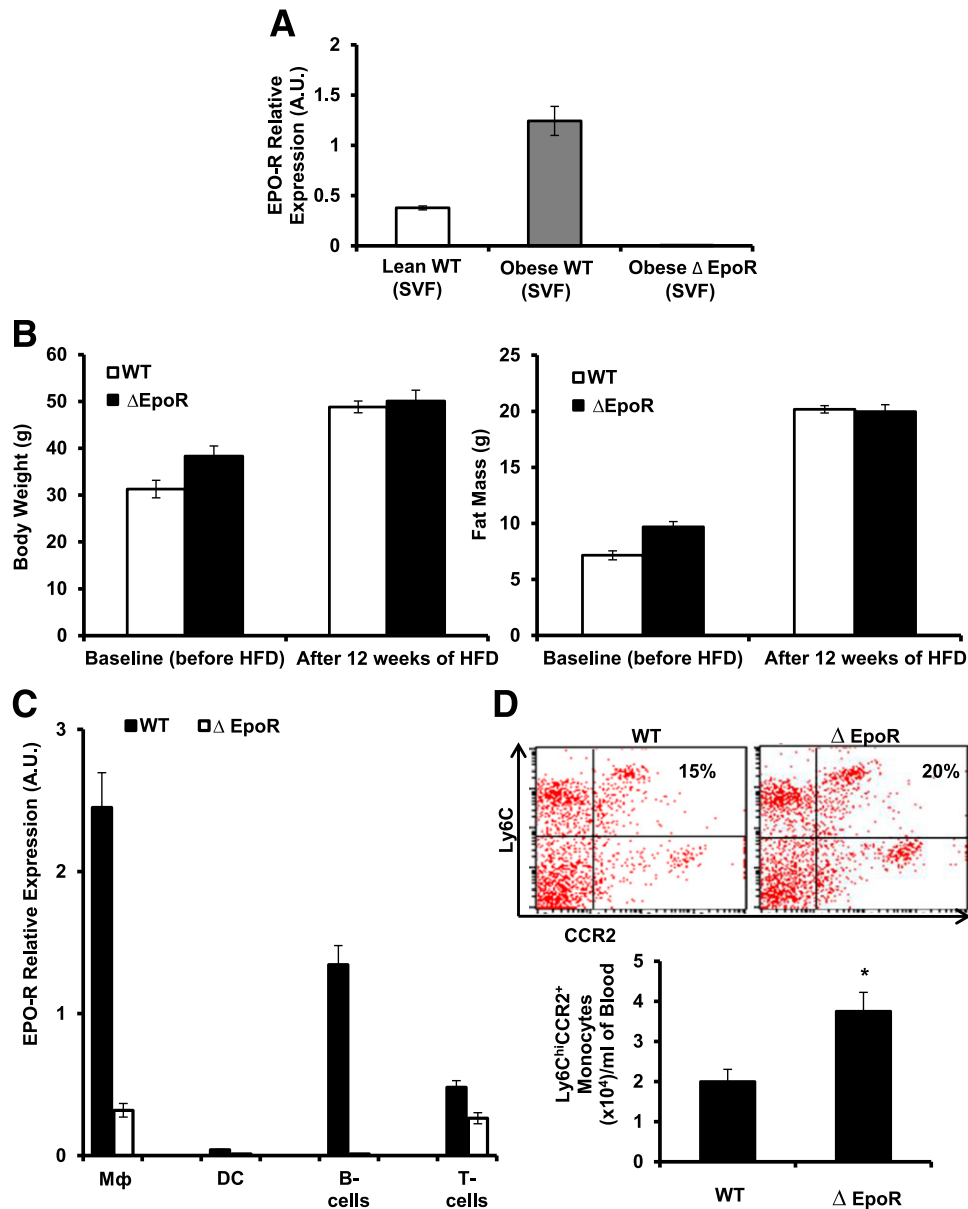 A
EPO-R Relative
Expression (A.U.)
2
1.5
1
0.5
0
Lean WT
(SVF)
Obese WT
(SVF)
Obese Δ EpoR
(SVF)
B
Body Weight (g)
60
50
40
30
20
10
0
WT
ΔEpoR
Baseline (before HFD)
After 12 weeks of HFD
Fat Mass (g)
25
20
15
10
5
0
WT
ΔEpoR
Baseline (before HFD)
After 12 weeks of HFD
C
EPO-R Relative Expression (A.U.)
3
2
1
0
WT
Δ EpoR
Mф
DC
B-
cells
T-
cells
D
WT
Δ EpoR
15%
20%
Ly6C
CCR2
Ly6ChiCCR2+
Monocytes
(x10⁴)/ml of Blood
5
4
3
2
1
0
*
WT
Δ EpoR